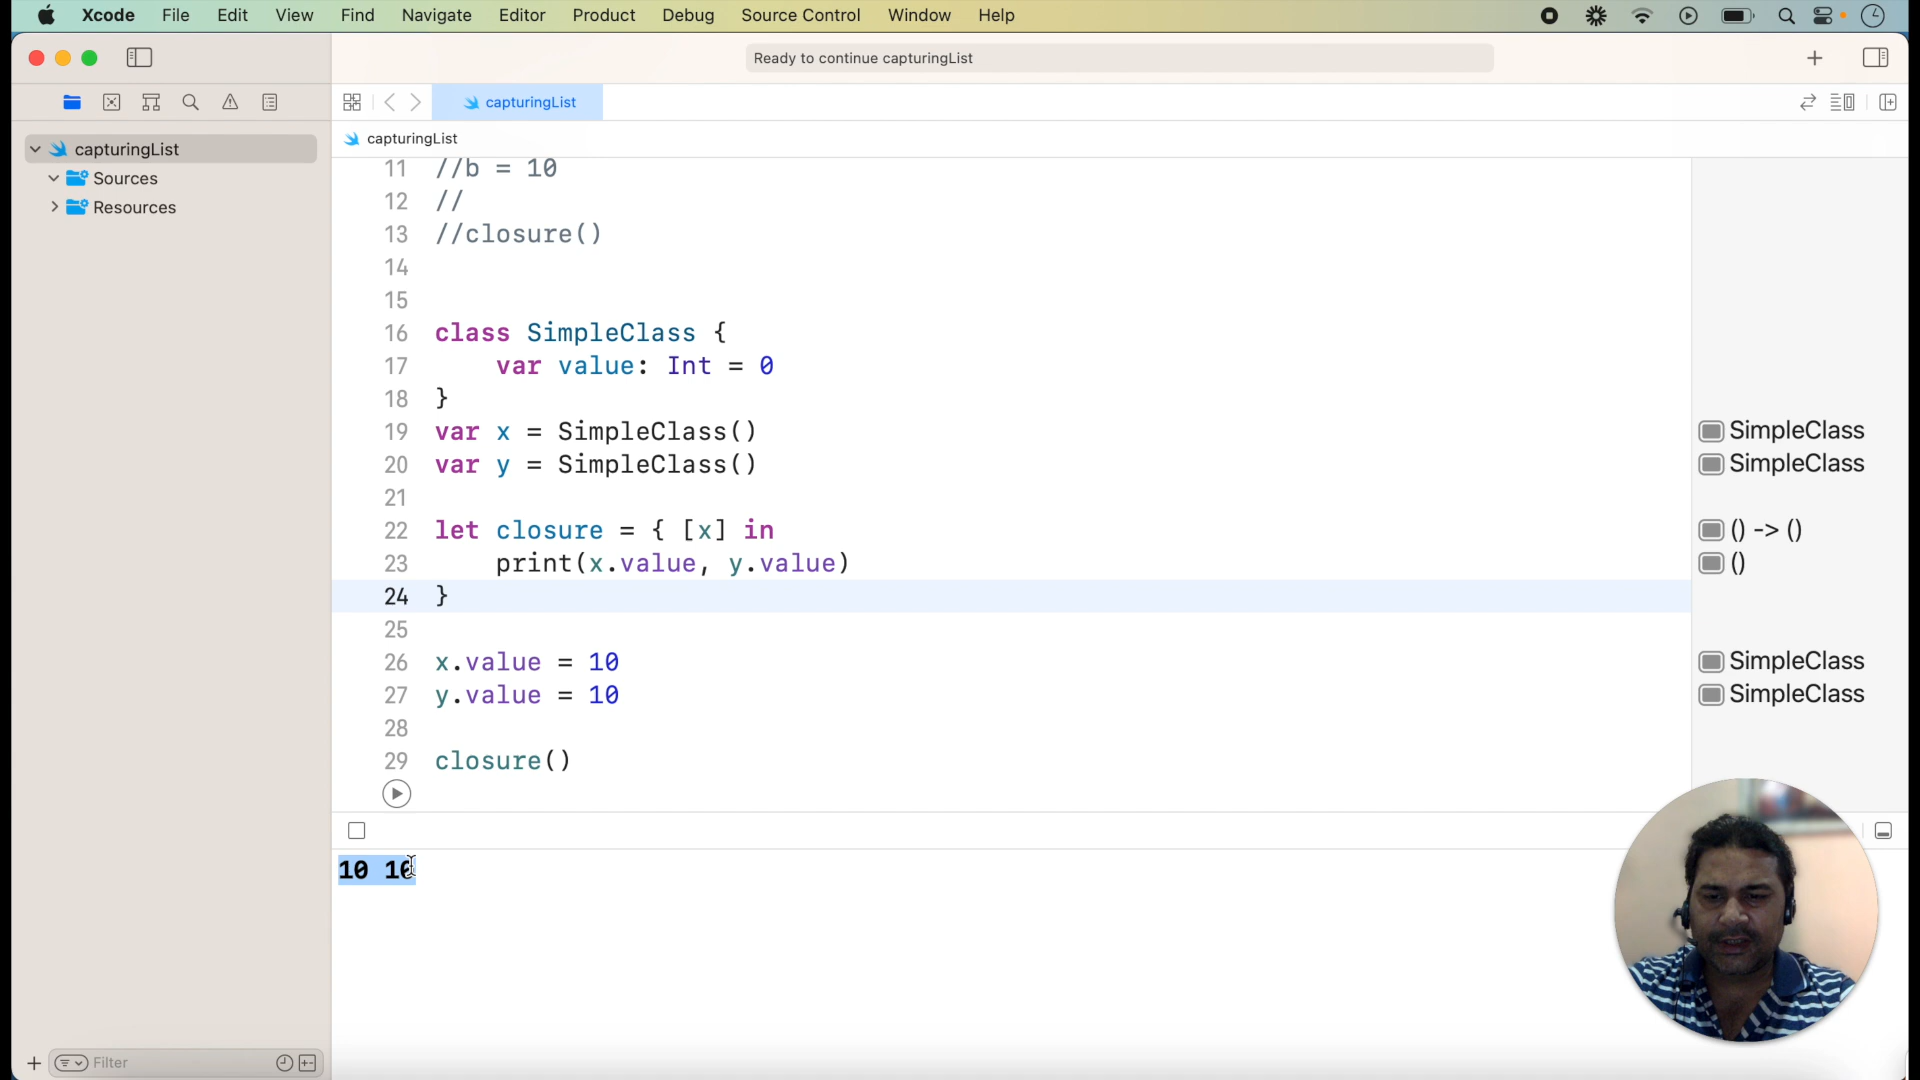 Xcode File Edit View Find Navigate Editor Product Debug Source Control Window Help
Ready to continue capturingList
capturingList
capturingList
capturingList
Sources
Resources
11 //b = 10
12 //
13 //closure()
14
15
16 class SimpleClass {
17 var value: Int = 0
18 }
19 var x = SimpleClass() SimpleClass
20 var y = SimpleClass() SimpleClass
21
22 let closure = { [x] in () -> ()
23 print(x.value, y.value) ()
24 }
25
26 x.value = 10 SimpleClass
27 y.value = 10 SimpleClass
28
29 closure()
10 10
Filter